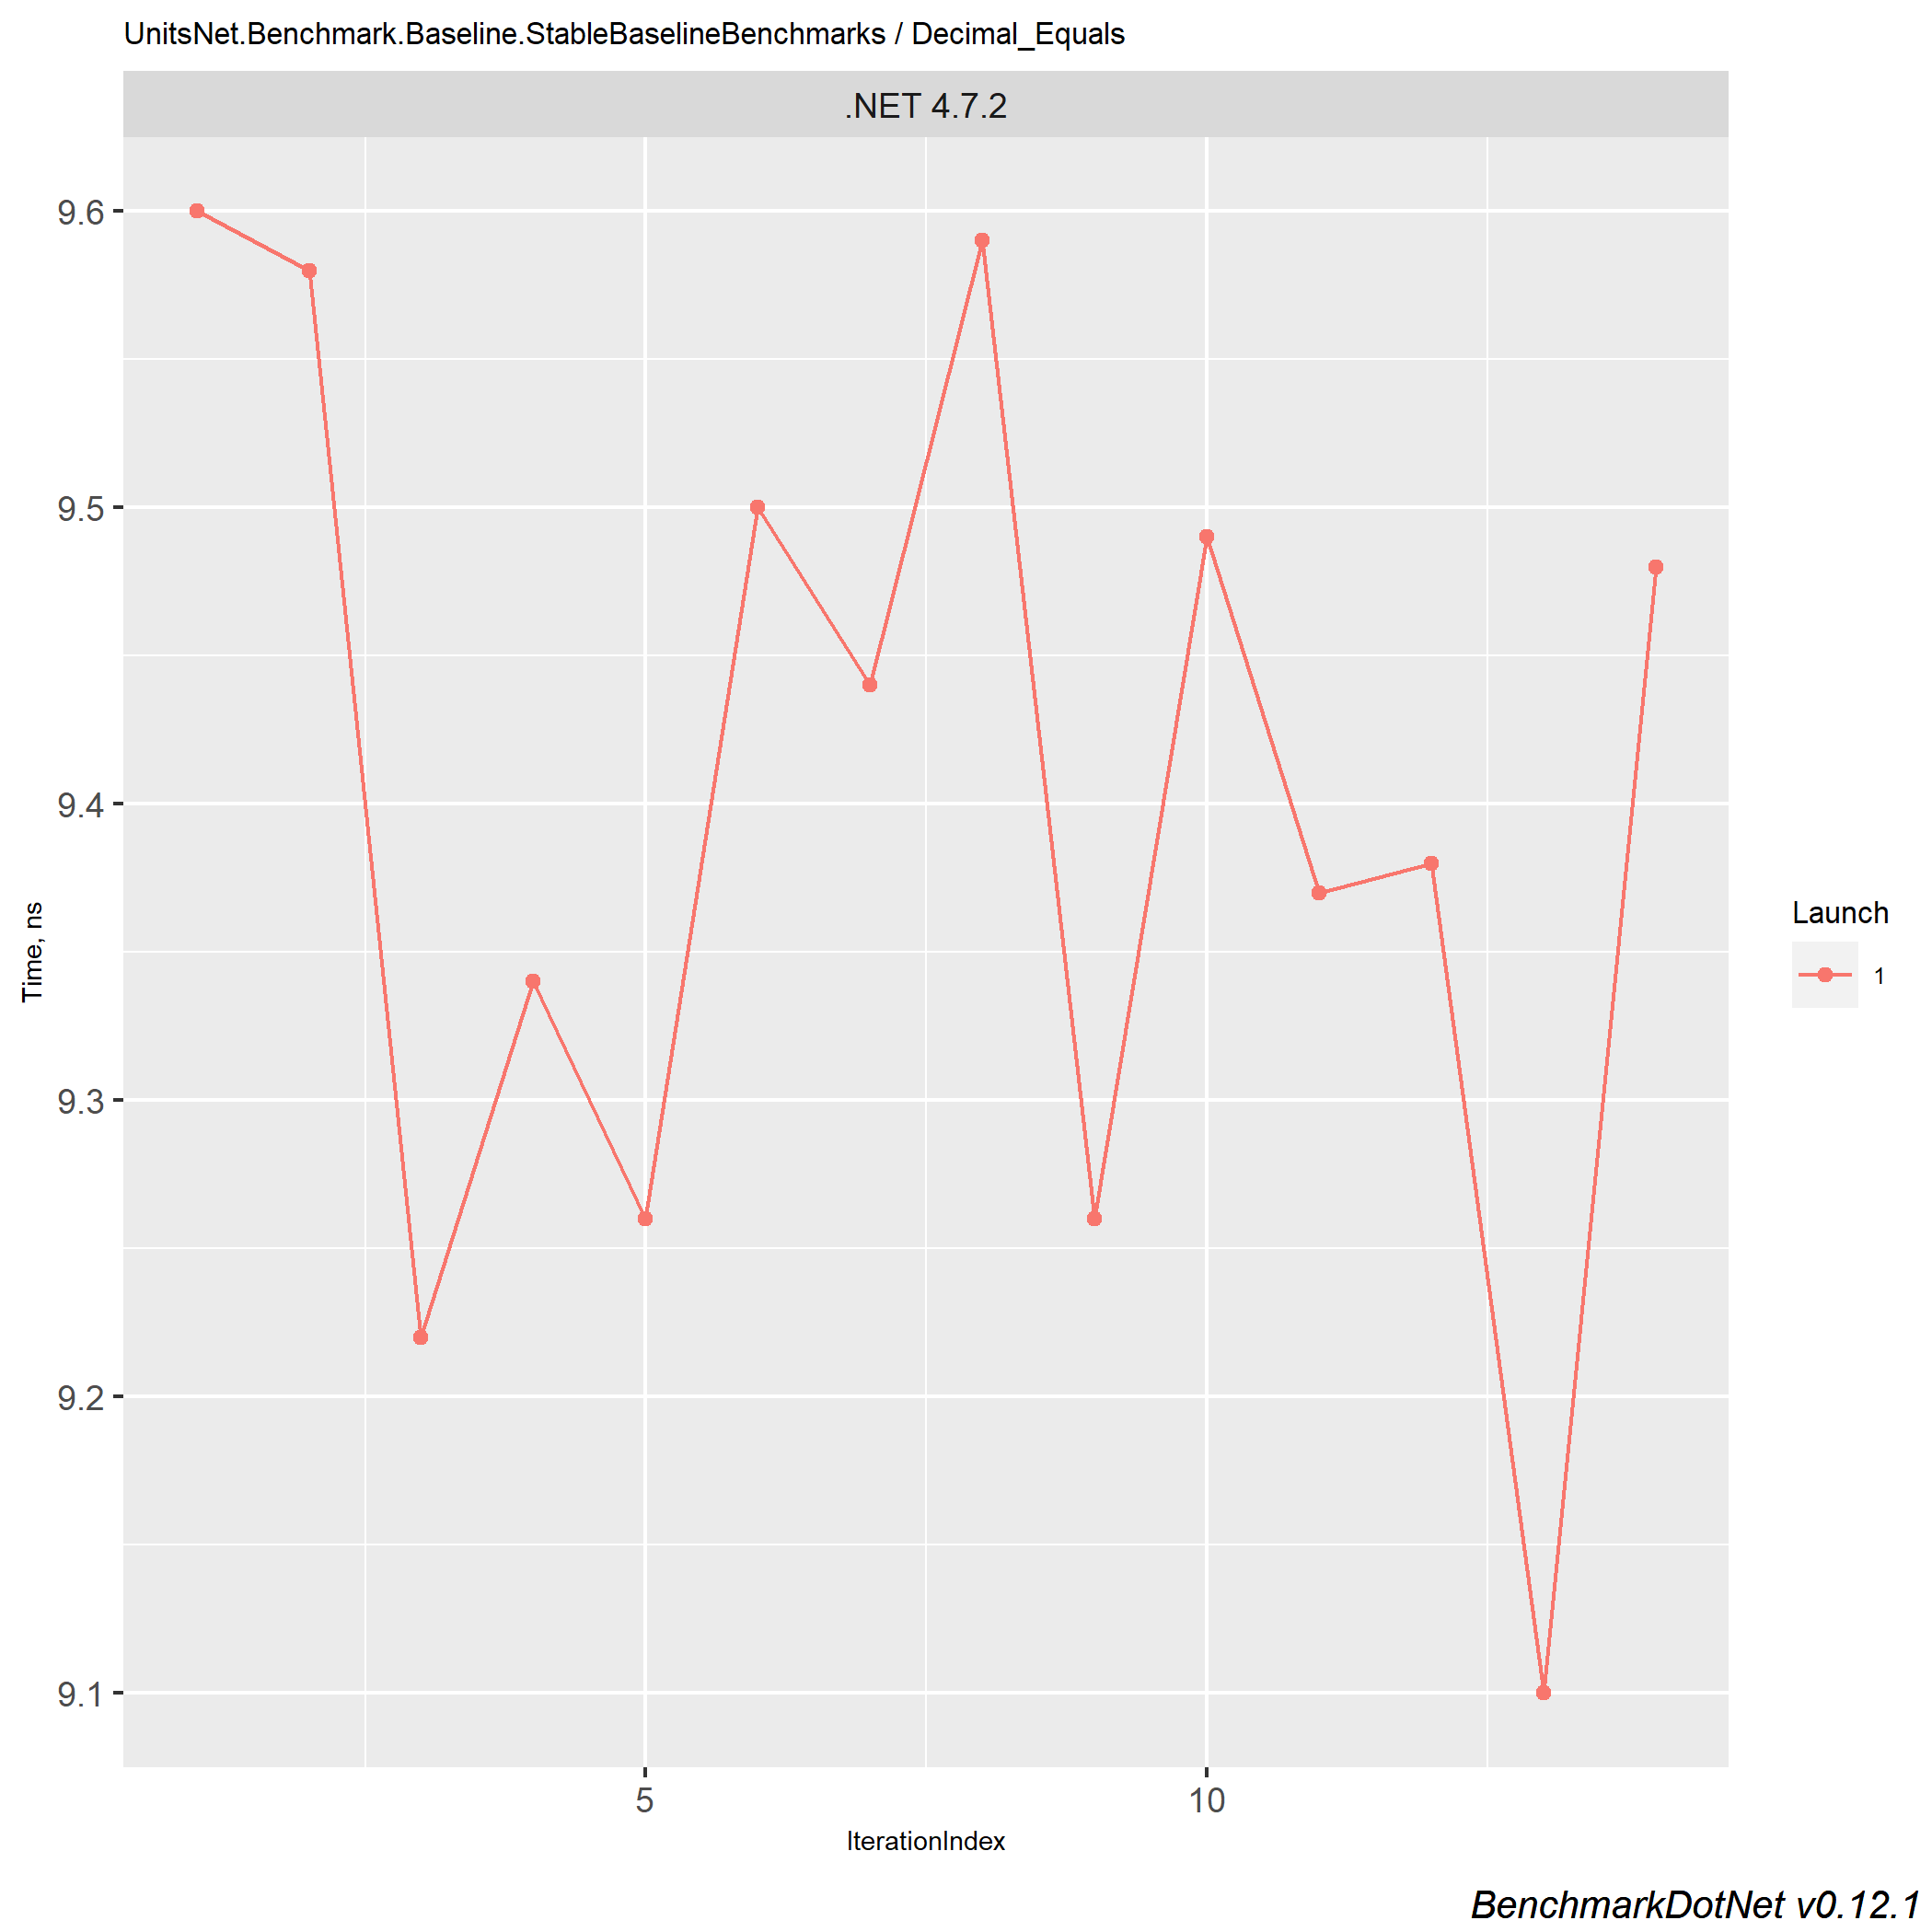 UnitsNet.Benchmark.Baseline.StableBaselineBenchmarks / Decimal_Equals
.NET 4.7.2
9.6
9.5
9.4
9.3
9.2
9.1
Time, ns
5
10
IterationIndex
Launch
1
BenchmarkDotNet v0.12.1